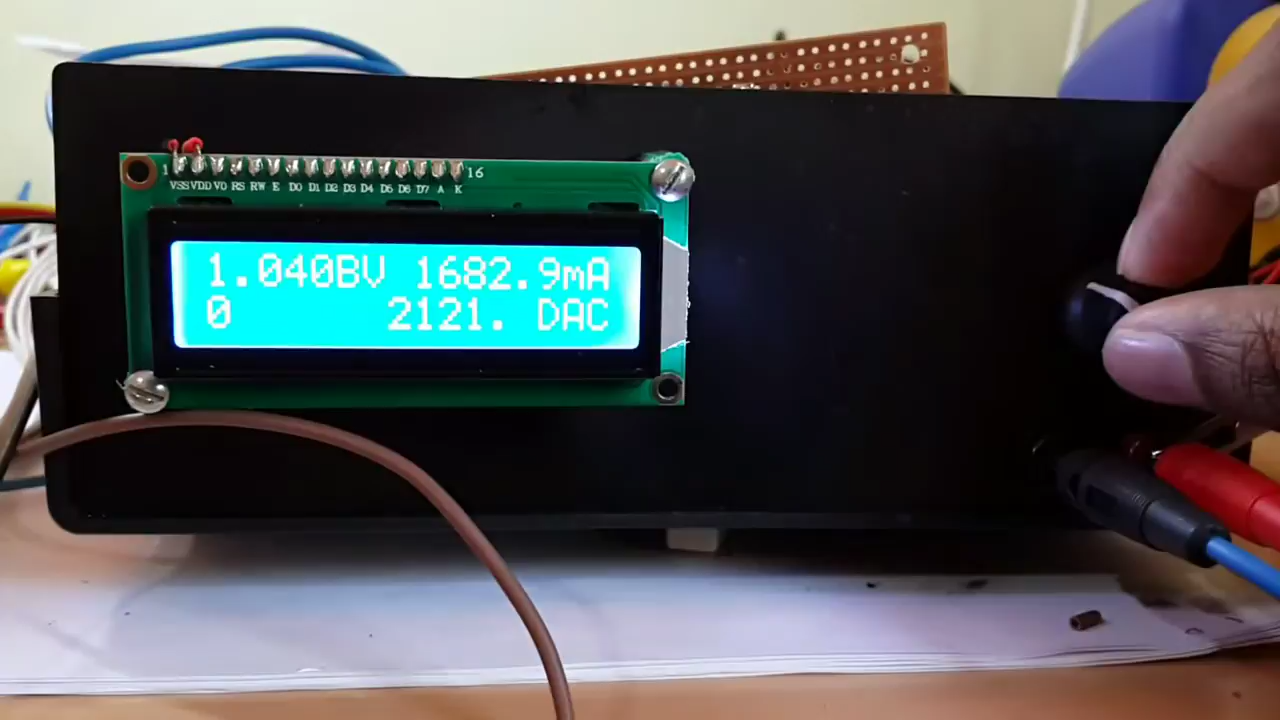 1 16
VSS VDD V0 RS RW E D0 D1 D2 D3 D4 D5 D6 D7 A K
1.040BV 1682.9mA
0 2121. DAC